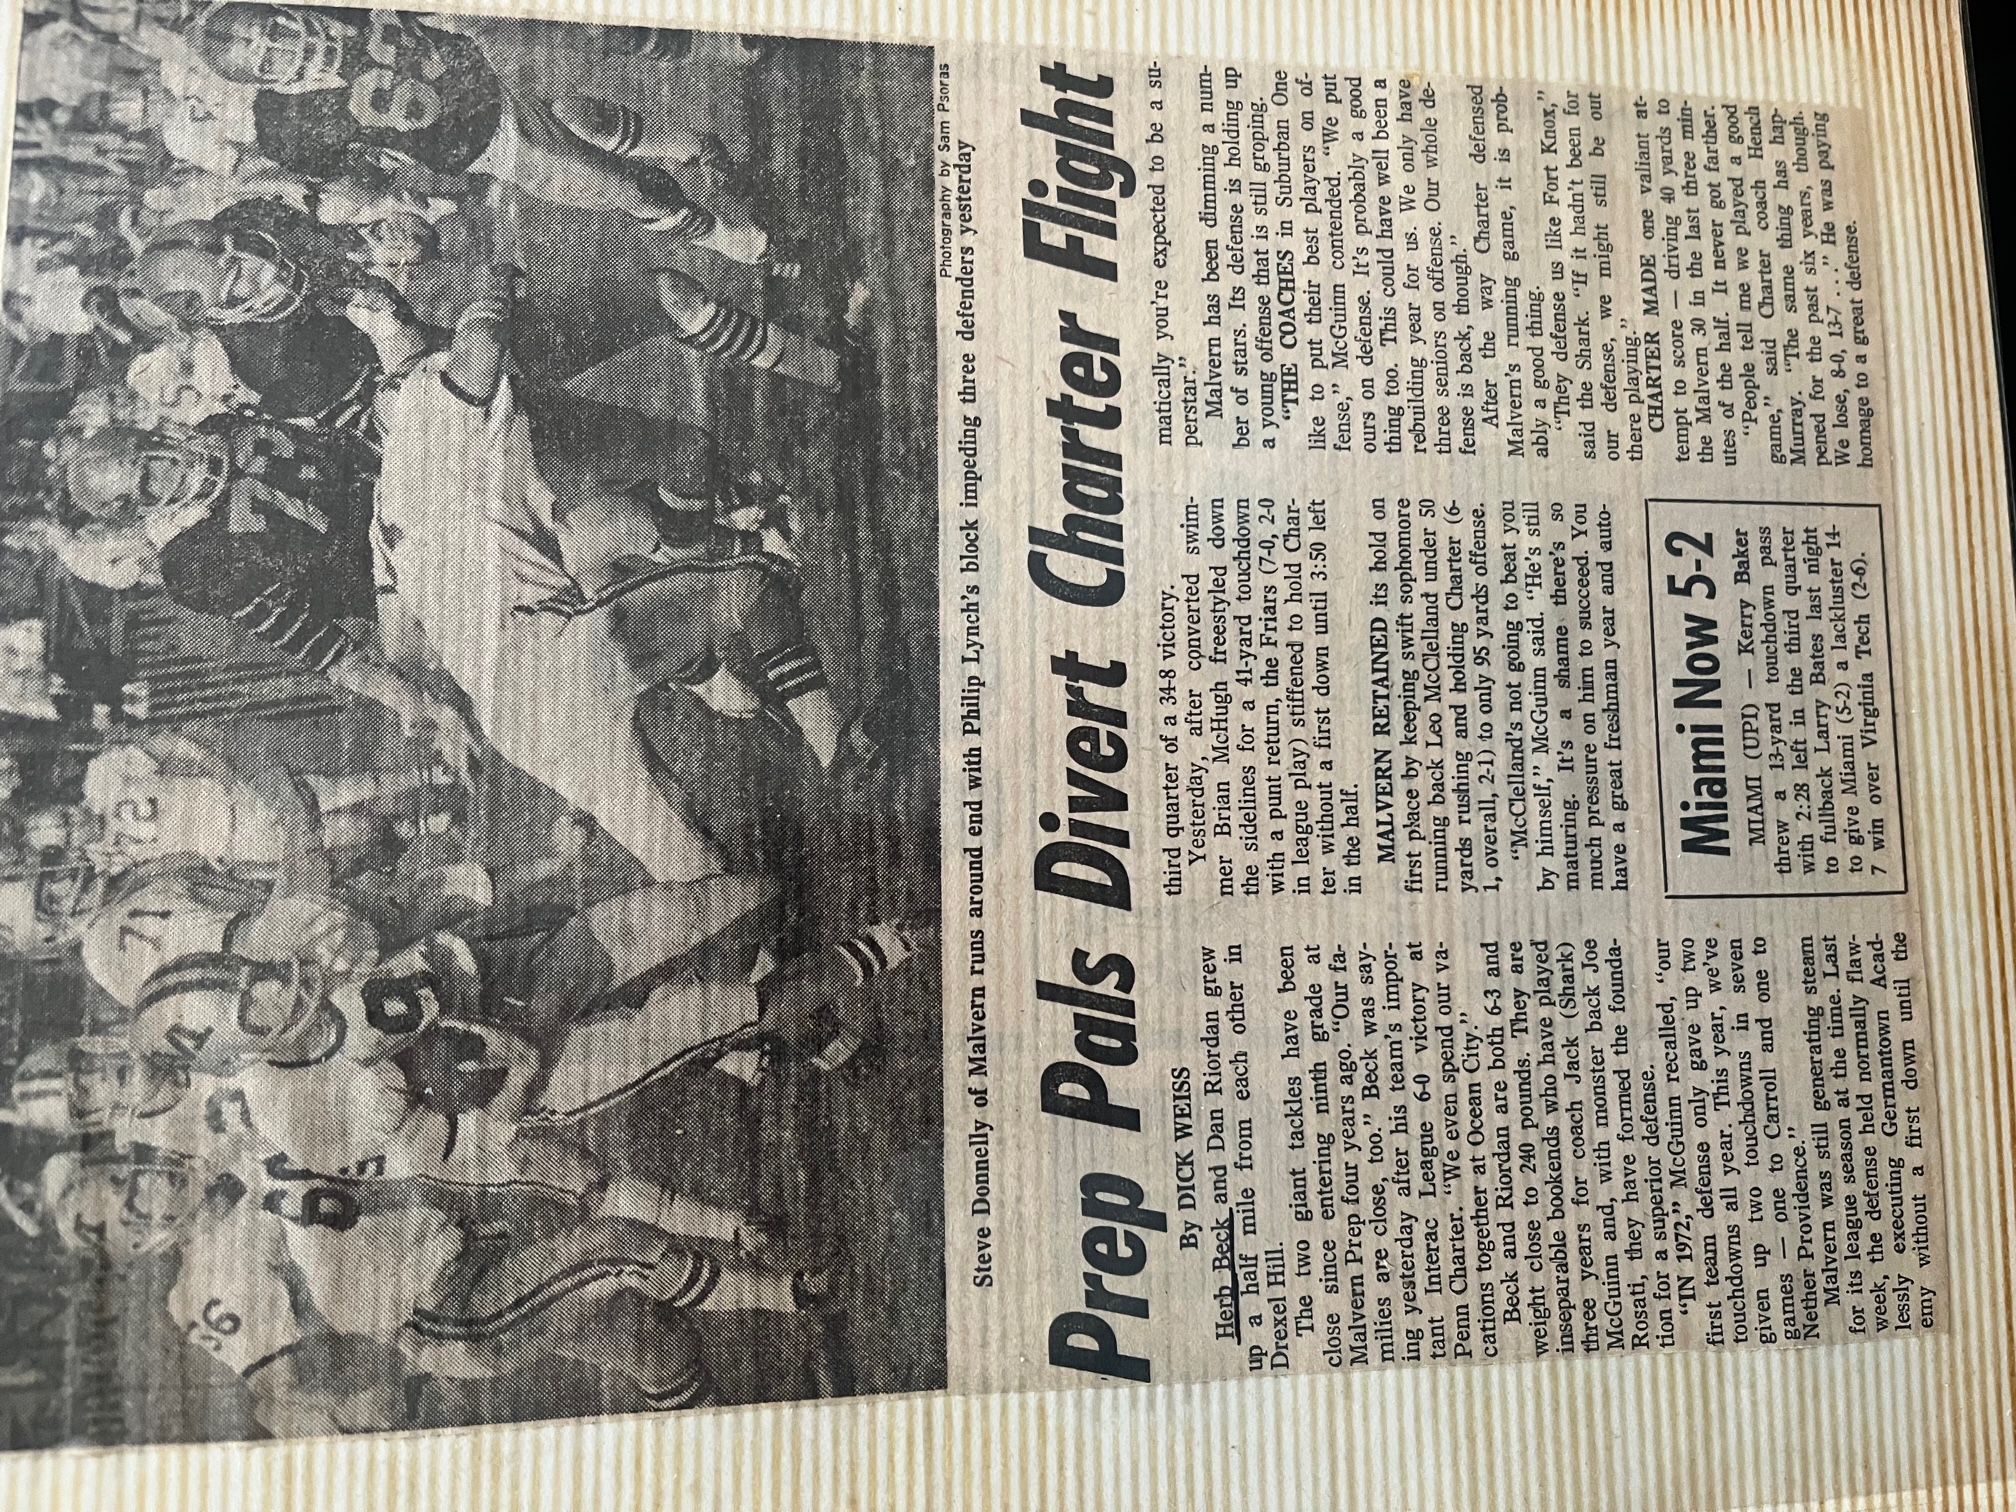 Photography by Sam Psoras
Steve Donnelly of Malvern runs around end with Philip Lynch's block impeding three defenders yesterday
Prep Pals Divert Charter Flight
By DICK WEISS
Herb Beck and Dan Riordan grew
up a half mile from each other in
Drexel Hill.
The two giant tackles have been
close since entering ninth grade at
Malvern Prep four years ago. "Our fa-
milies are close, too." Beck was say-
ing yesterday after his team's impor-
tant Interac League 6-0 victory at
Penn Charter. "We even spend our va-
cations together at Ocean City."
Beck and Riordan are both 6-3 and
weight close to 240 pounds. They are
inseparable bookends who have played
three years for coach Jack (Shark)
McGuinn and, with monster back Joe
Rosati, they have formed the founda-
tion for a superior defense.
"IN 1972," McGuinn recalled, "our
first team defense only gave up two
touchdowns all year. This year, we've
given up two touchdowns in seven
games — one to Carroll and one to
Nether Providence."
Malvern was still generating steam
for its league season at the time. Last
week, the defense held normally flaw-
lessly executing Germantown Acad-
emy without a first down until the
third quarter of a 34-8 victory.
Yesterday, after converted swim-
mer Brian McHugh freestyled down
the sidelines for a 41-yard touchdown
with a punt return, the Friars (7-0, 2-0
in league play) stiffened to hold Char-
ter without a first down until 3:50 left
in the half.
MALVERN RETAINED its hold on
first place by keeping swift sophomore
running back Leo McClelland under 50
yards rushing and holding Charter (6-
1, overall, 2-1) to only 95 yards offense.
"McClelland's not going to beat you
by himself," McGuinn said. "He's still
maturing. It's a shame there's so
much pressure on him to succeed. You
have a great freshman year and auto-
matically you're expected to be a su-
perstar."
Malvern has been dimming a num-
ber of stars. Its defense is holding up
a young offense that is still groping.
"THE COACHES in Suburban One
like to put their best players on of-
fense," McGuinn contended. "We put
ours on defense. It's probably a good
thing too. This could have well been a
rebuilding year for us. We only have
three seniors on offense. Our whole de-
fense is back, though."
After the way Charter defensed
Malvern's running game, it is prob-
ably a good thing.
"They defense us like Fort Knox,"
said the Shark. "If it hadn't been for
our defense, we might still be out
there playing."
CHARTER MADE one valiant at-
tempt to score — driving 40 yards to
the Malvern 30 in the last three min-
utes of the half. It never got farther.
"People tell me we played a good
game," said Charter coach Hench
Murray. "The same thing has hap-
pened for the past six years, though.
We lose, 8-0, 13-7 . . ." He was paying
homage to a great defense.
Miami Now 5-2
MIAMI (UPI) — Kerry Baker
threw a 13-yard touchdown pass
with 2:28 left in the third quarter
to fullback Larry Bates last night
to give Miami (5-2) a lackluster 14-
7 win over Virginia Tech (2-6).
71
72
73
63
36